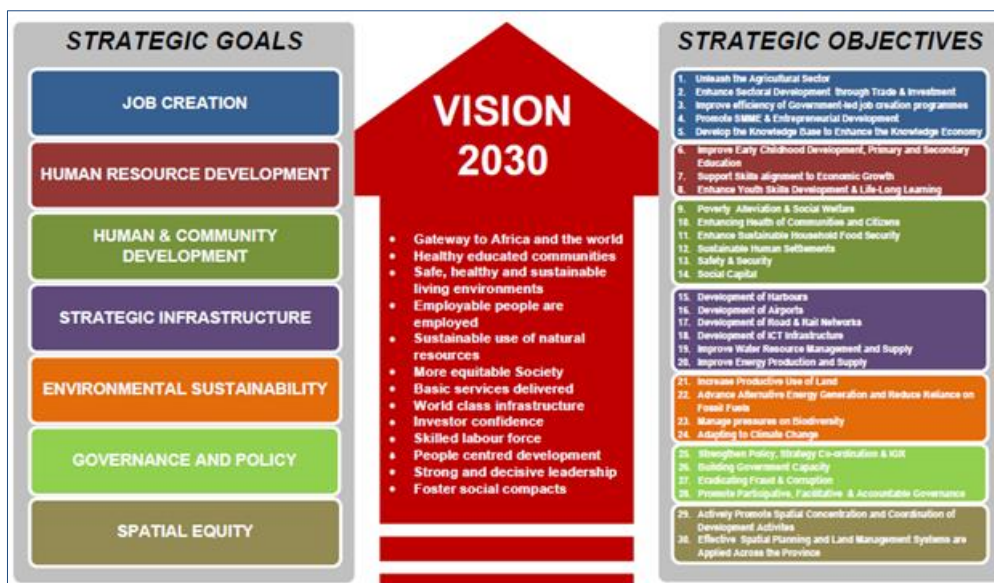 STRATEGIC GOALS
JOB CREATION
HUMAN RESOURCE DEVELOPMENT
HUMAN & COMMUNITY
DEVELOPMENT
STRATEGIC INFRASTRUCTURE
ENVIRONMENTAL SUSTAINABILITY
GOVERNANCE AND POLICY
SPATIAL EQUITY
VISION
2030
• Gateway to Africa and the world
• Healthy educated communities
• Safe, healthy and sustainable
living environments
• Employable people are
employed
• Sustainable use of natural
resources
• More equitable Society
• Basic services delivered
• World class infrastructure
• Investor confidence
• Skilled labour force
• People centred development
• Strong and decisive leadership
• Foster social compacts
STRATEGIC OBJECTIVES
1. Unleash the Agricultural Sector
2. Enhance Sectoral Development through Trade & Investment
3. Improve efficiency of Government-led job creation programmes
4. Promote SMME & Entrepreneurial Development
5. Develop the Knowledge Base to Enhance the Knowledge Economy
6. Improve Early Childhood Development, Primary and Secondary
Education
7. Support Skills alignment to Economic Growth
8. Enhance Youth Skills Development & Life-Long Learning
9. Poverty Alleviation & Social Welfare
10. Enhancing Health of Communities and Citizens
11. Enhance Sustainable Household Food Security
12. Sustainable Human Settlements
13. Safety & Security
14. Social Capital
15. Development of Harbours
16. Development of Airports
17. Development of Road & Rail Networks
18. Development of ICT Infrastructure
19. Improve Water Resource Management and Supply
20. Improve Energy Production and Supply
21. Increase Productive Use of Land
22. Advance Alternative Energy Generation and Reduce Reliance on
Fossil Fuels
23. Manage pressures on Biodiversity
24. Adapting to Climate Change
25. Strengthen Policy, Strategy Co-ordination & IGR
26. Building Government Capacity
27. Eradicating Fraud & Corruption
28. Promote Participative, Facilitative & Accountable Governance
29. Actively Promote Spatial Concentration and Coordination of
Development Activites
30. Effective Spatial Planning and Land Management Systems are
Applied Across the Province